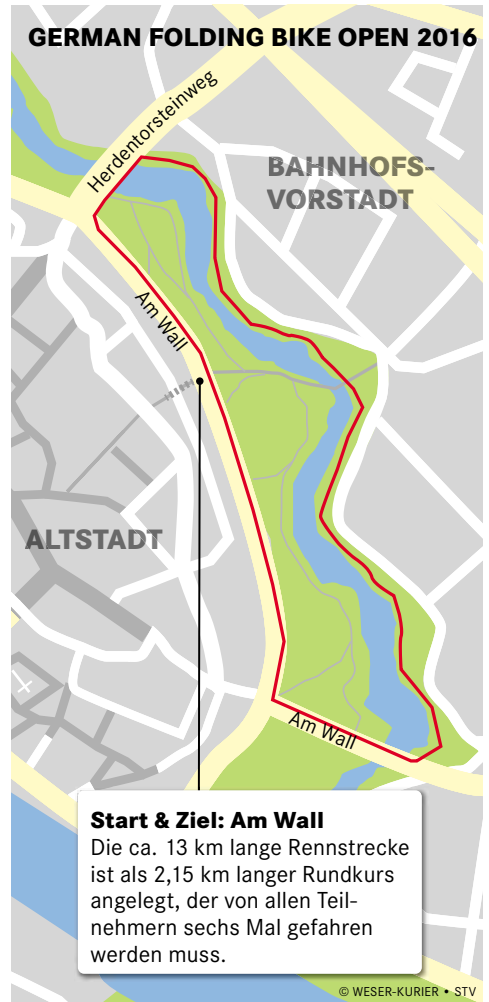 GERMAN FOLDING BIKE OPEN 2016
Herdentorsteinweg
BAHNHOFS-
VORSTADT
Am Wall
ALTSTADT
Am Wall
Start & Ziel: Am Wall
Die ca. 13 km lange Rennstrecke
ist als 2,15 km langer Rundkurs
angelegt, der von allen Teil-
nehmern sechs Mal gefahren
werden muss.
© WESER-KURIER • STV